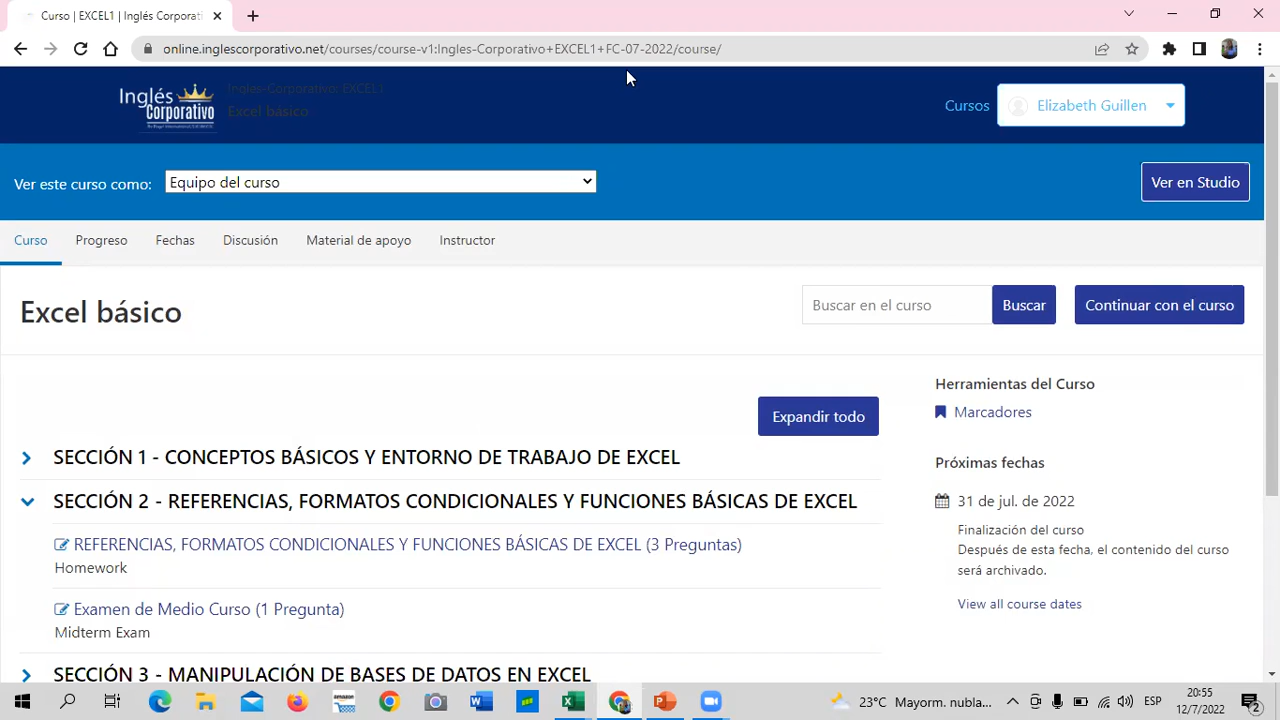 Curso | EXCEL1 | Inglés Corporati
online.inglescorporativo.net/courses/course-v1:Ingles-Corporativo+EXCEL1+FC-07-2022/course/
Inglés
Corporativo
Ingles-Corporativo: EXCEL1
Excel básico
Cursos
Elizabeth Guillen
Ver este curso como:
Equipo del curso
Ver en Studio
Curso
Progreso
Fechas
Discusión
Material de apoyo
Instructor
Excel básico
Buscar en el curso
Buscar
Continuar con el curso
Expandir todo
SECCIÓN 1 - CONCEPTOS BÁSICOS Y ENTORNO DE TRABAJO DE EXCEL
SECCIÓN 2 - REFERENCIAS, FORMATOS CONDICIONALES Y FUNCIONES BÁSICAS DE EXCEL
REFERENCIAS, FORMATOS CONDICIONALES Y FUNCIONES BÁSICAS DE EXCEL (3 Preguntas)
Homework
Examen de Medio Curso (1 Pregunta)
Midterm Exam
SECCIÓN 3 - MANIPULACIÓN DE BASES DE DATOS EN EXCEL
Herramientas del Curso
Marcadores
Próximas fechas
31 de jul. de 2022
Finalización del curso
Después de esta fecha, el contenido del curso
será archivado.
View all course dates
amazon
23°C Mayorm. nubla...
ESP
20:55
12/7/2022
2